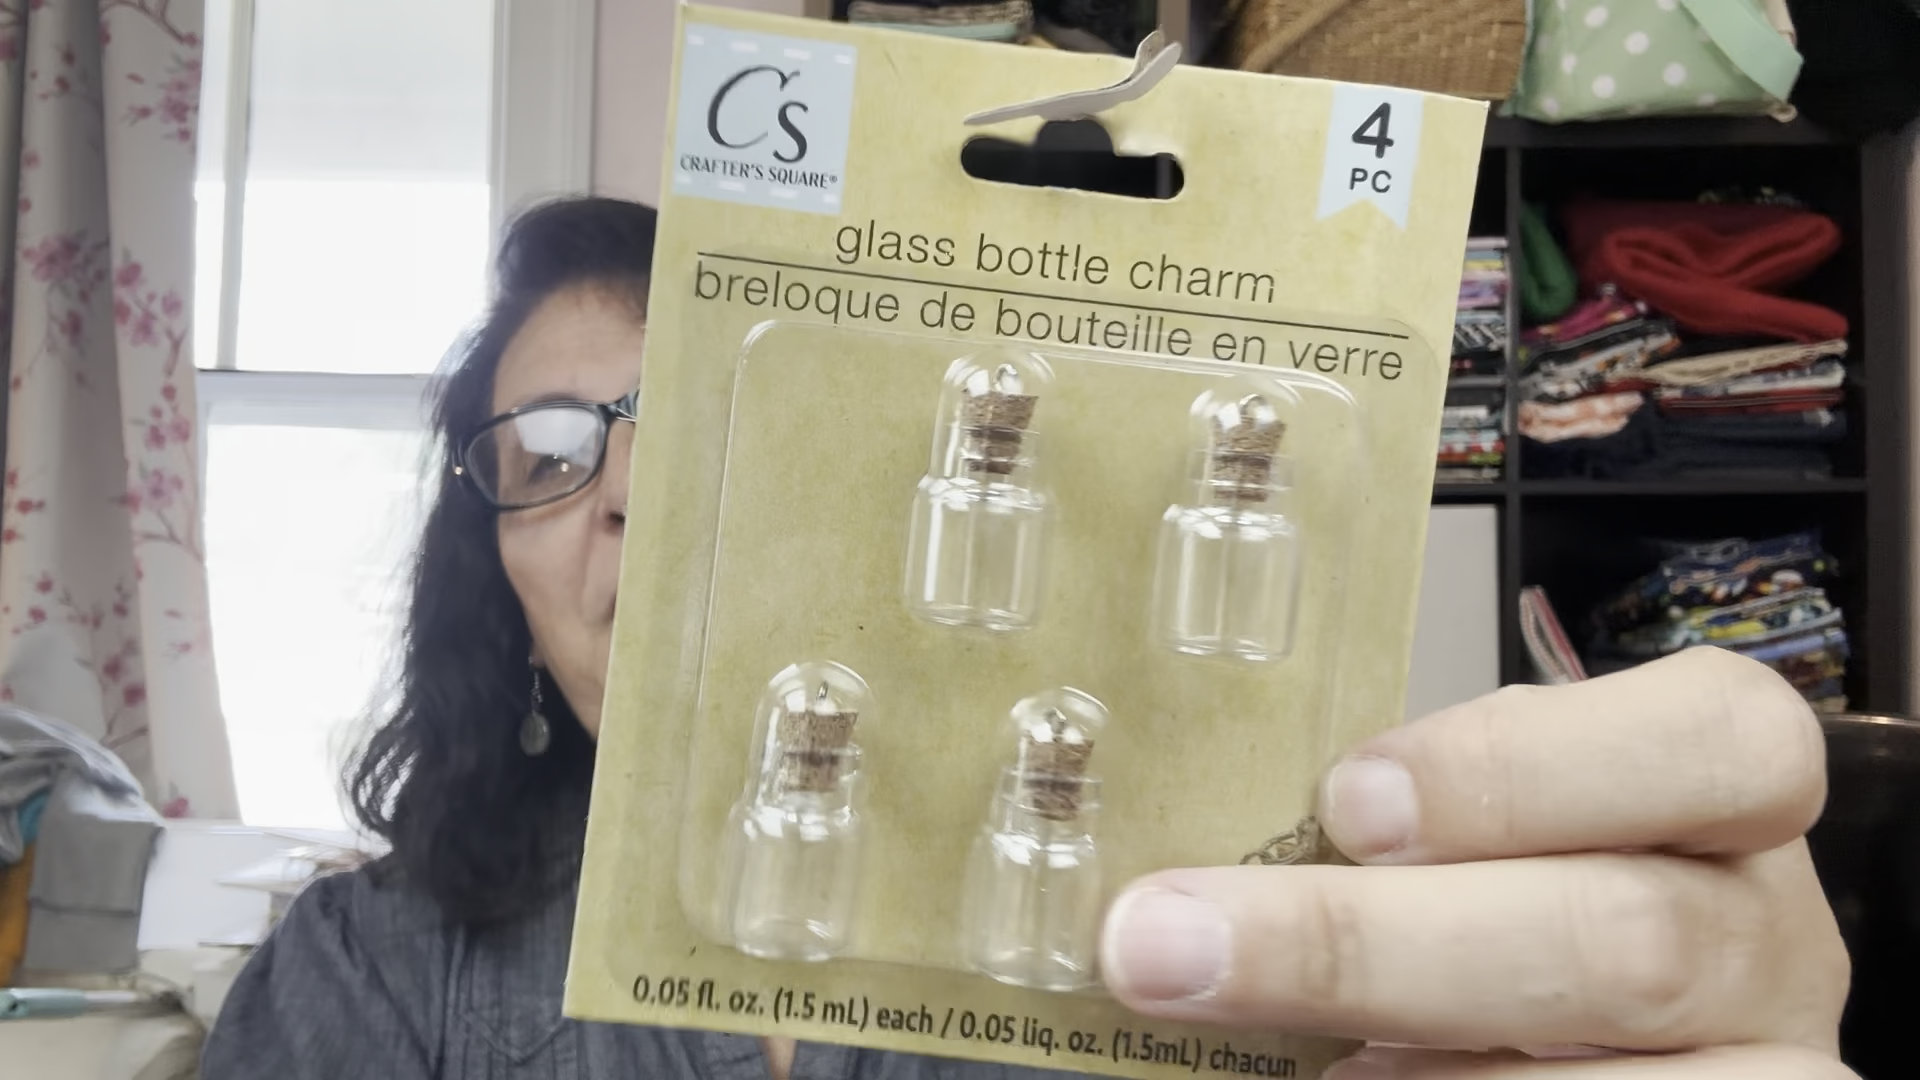 Cs
CRAFTER'S SQUARE®
4
PC
glass bottle charm
breloque de bouteille en verre
0.05 fl. oz. (1.5 mL) each / 0.05 liq. oz. (1.5mL) chacun